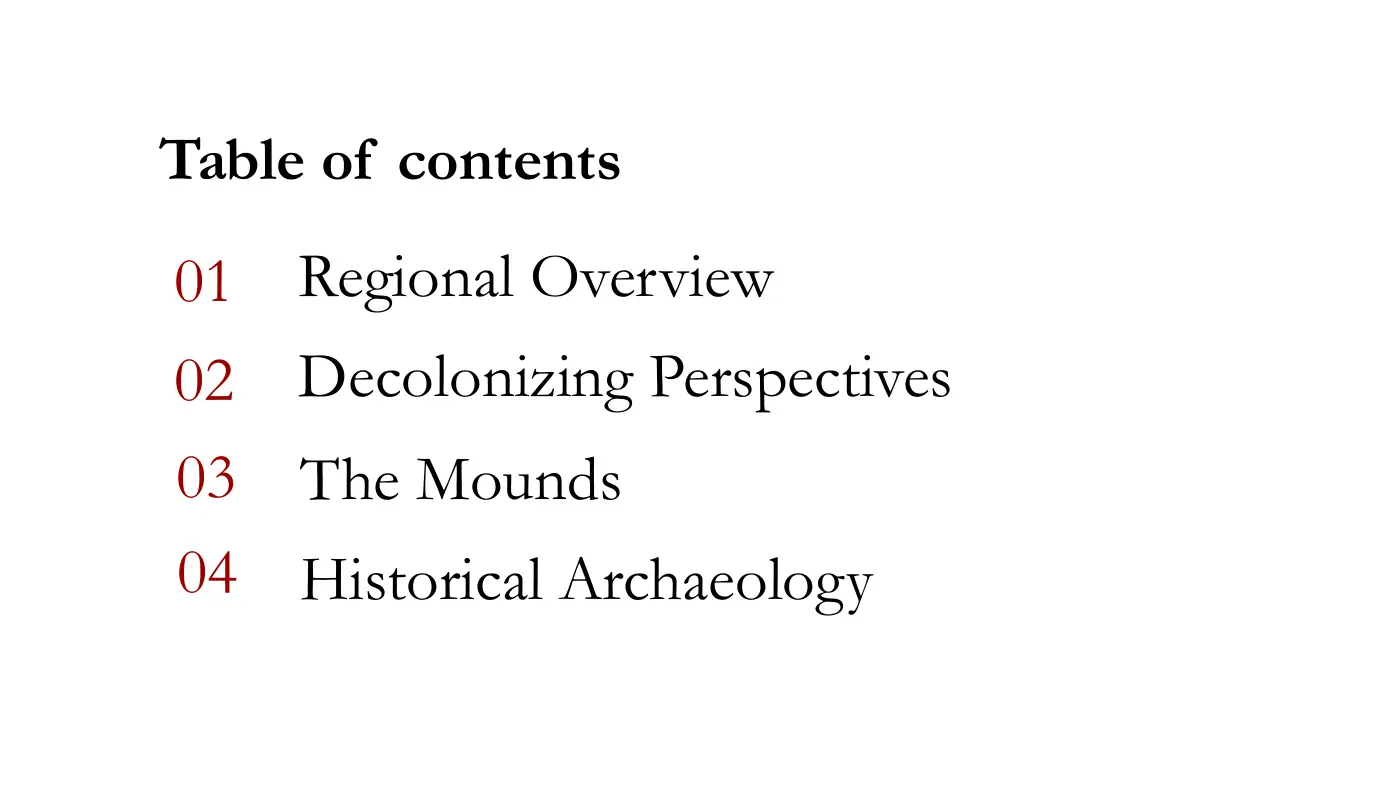 Table of contents
01 Regional Overview
02 Decolonizing Perspectives
03 The Mounds
04 Historical Archaeology